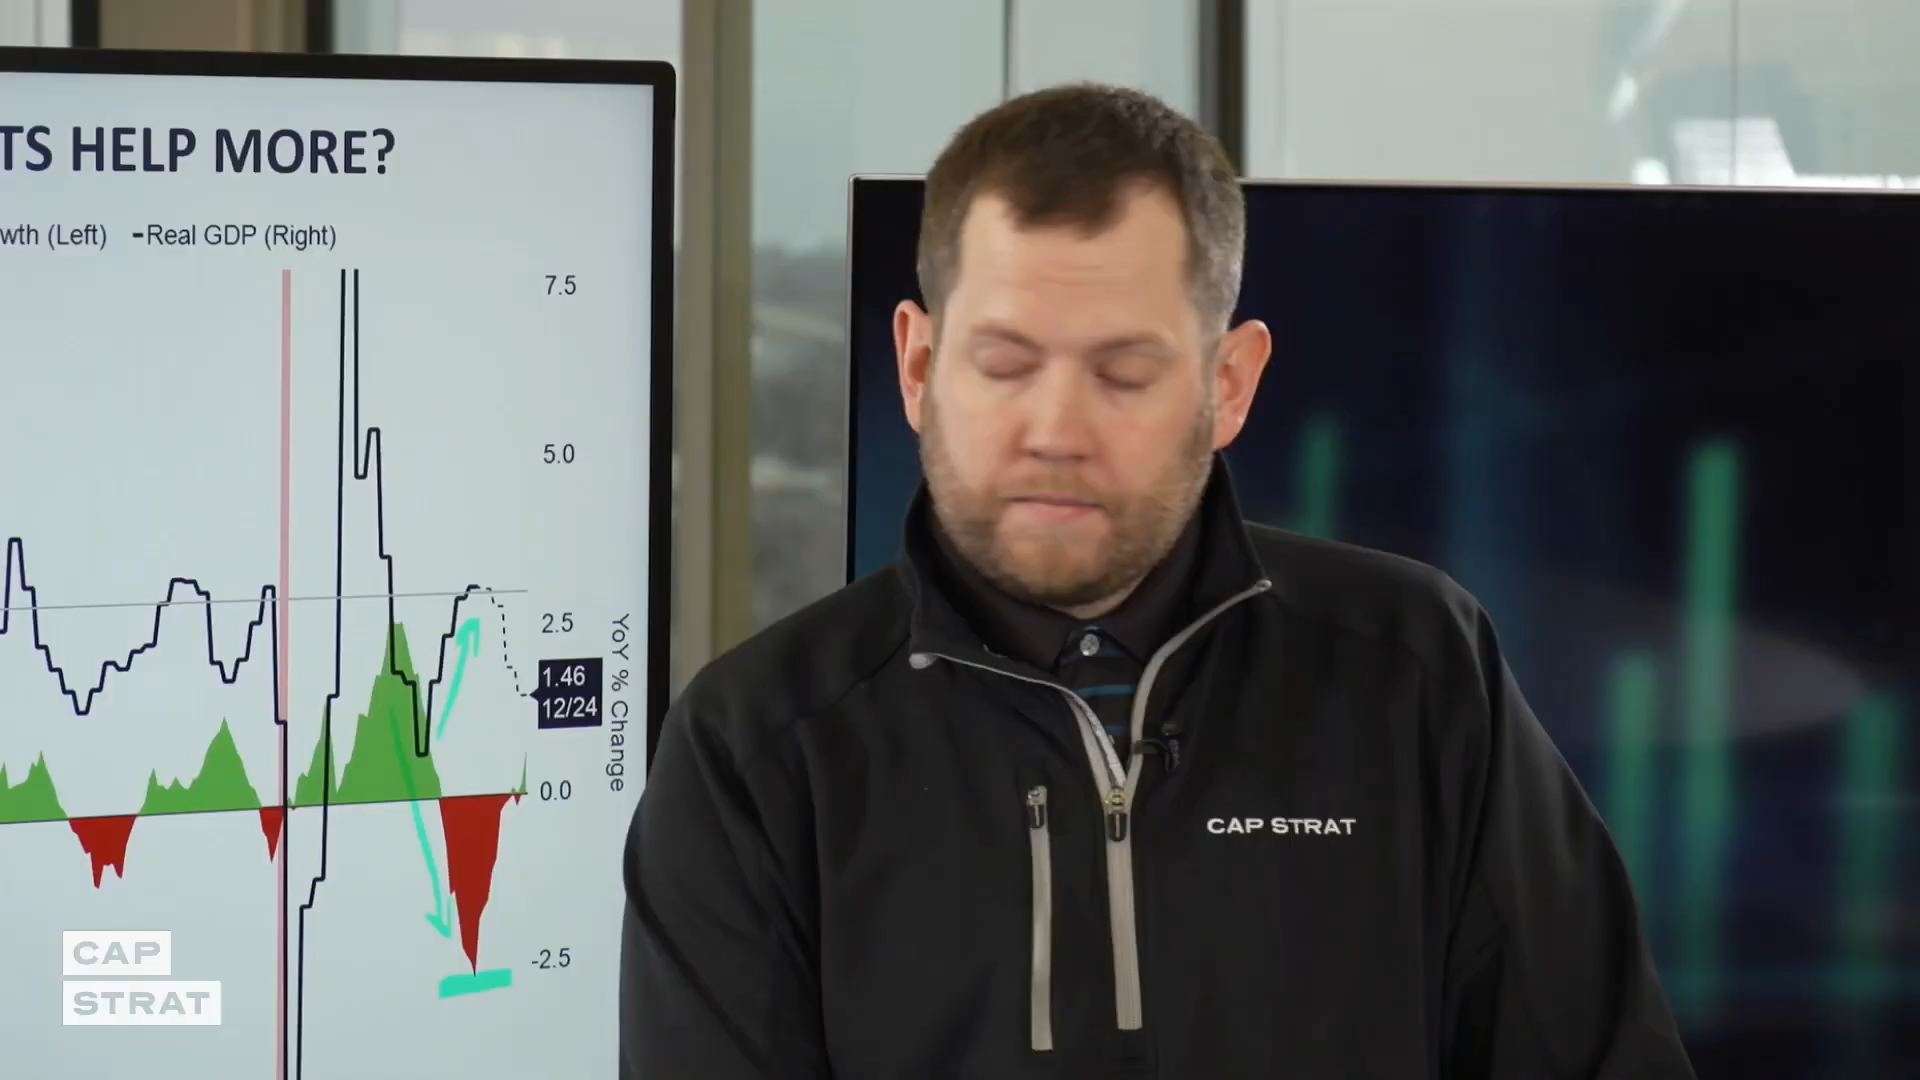 TS HELP MORE?
wth (Left) -Real GDP (Right)
7.5
5.0
2.5
1.46
12/24
0.0
-2.5
YoY % Change
CAP STRAT
CAP
STRAT